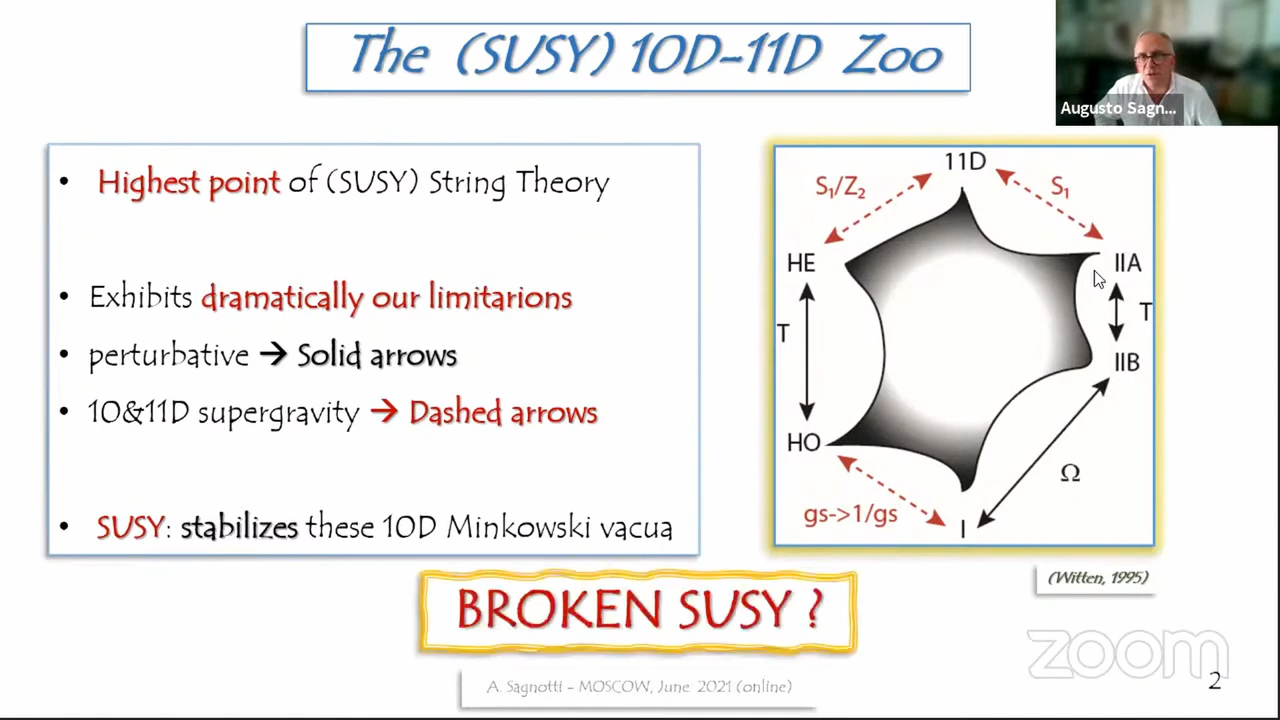 The (SUSY) 10D-11D Zoo
Augusto Sagn...
• Highest point of (SUSY) String Theory
• Exhibits dramatically our limitarions
• perturbative → Solid arrows
• 10&11D supergravity → Dashed arrows
• SUSY: stabilizes these 10D Minkowski vacua
11D
S₁/Z₂
S₁
HE
IIA
T
T
IIB
HO
Ω
gs->1/gs
I
(Witten, 1995)
BROKEN SUSY ?
zoom
A. Sagnotti – MOSCOW, June 2021 (online)
2